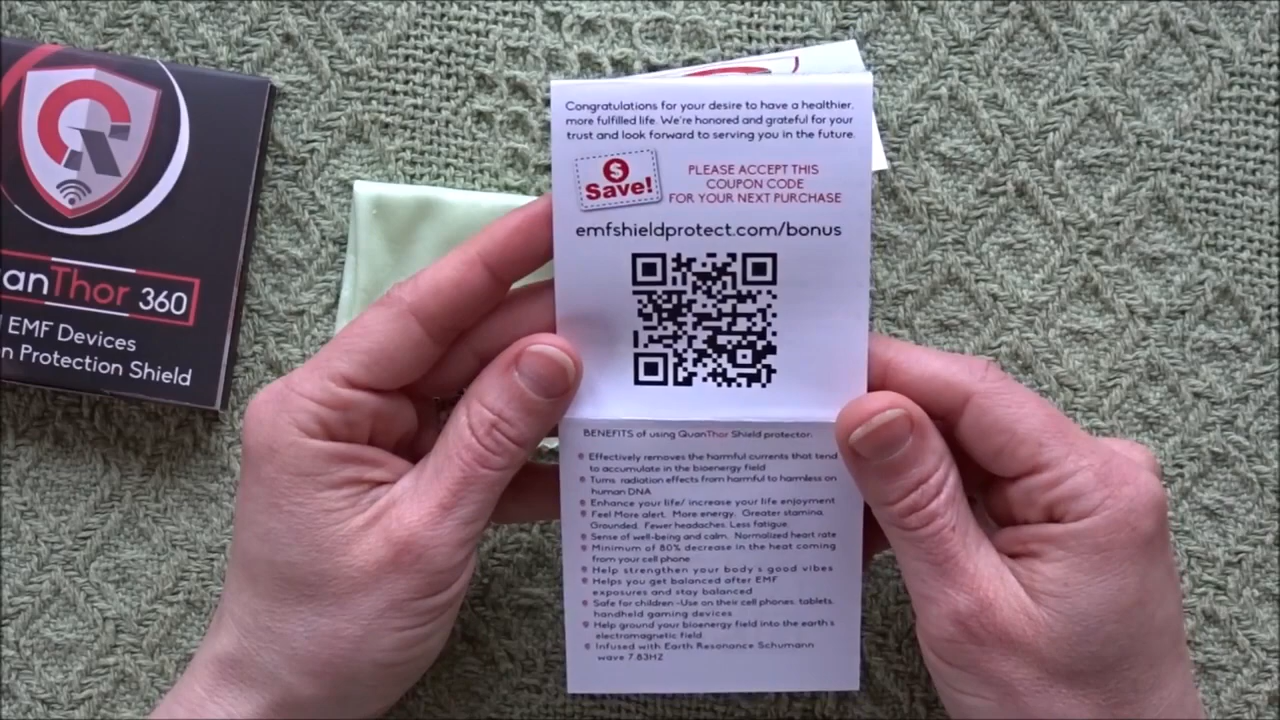 anThor 360
EMF Devices
n Protection Shield
Congratulations for your desire to have a healthier,
more fulfilled life. We're honored and grateful for your
trust and look forward to serving you in the future.
$
Save!
PLEASE ACCEPT THIS
COUPON CODE
FOR YOUR NEXT PURCHASE
emfshieldprotect.com/bonus
BENEFITS of using QuanThor Shield protector:
Effectively removes the harmful currents that tend
to accumulate in the bioenergy field
Turns radiation effects from harmful to harmless on
human DNA
Enhance your life/ increase your life enjoyment
Feel More alert. More energy. Greater stamina.
Grounded. Fewer headaches. Less fatigue.
Sense of well-being and calm. Normalized heart rate
Minimum of 80% decrease in the heat coming
from your cell phone
Help strengthen your body s good vibes
Helps you get balanced after EMF
exposures and stay balanced
Safe for children -Use on their cell phones, tablets,
handheld gaming devices
Help ground your bioenergy field into the earth's
electromagnetic field
Infused with Earth Resonance Schumann
wave 7.83HZ